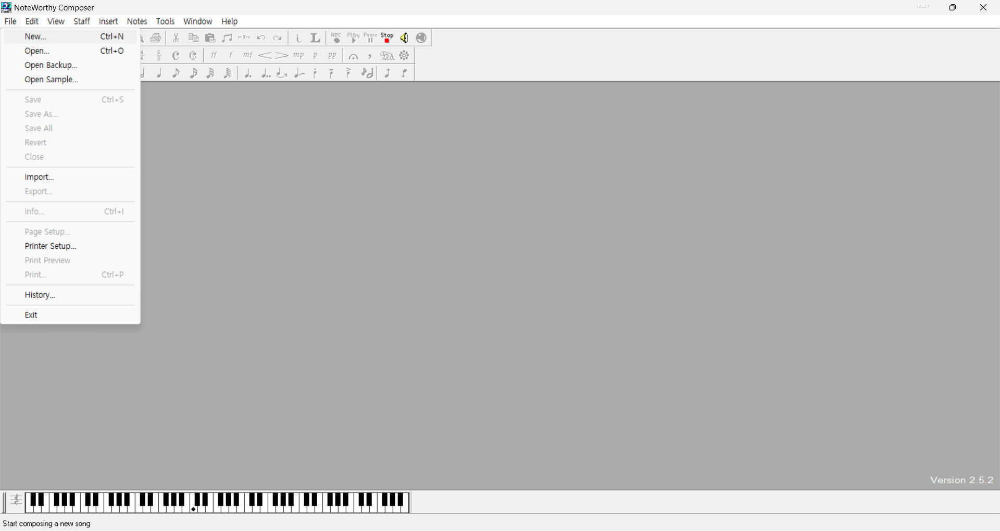 NoteWorthy Composer
File Edit View Staff Insert Notes Tools Window Help
New... Ctrl+N
Open... Ctrl+O
Open Backup...
Open Sample...
Save Ctrl+S
Save As...
Save All
Revert
Close
Import...
Export...
Info... Ctrl+I
Page Setup...
Printer Setup...
Print Preview
Print... Ctrl+P
History...
Exit
i L Rec Play Pause Stop
6 8 C ff f mf mp p pp Ped.
Version 2.5.2
Start composing a new song